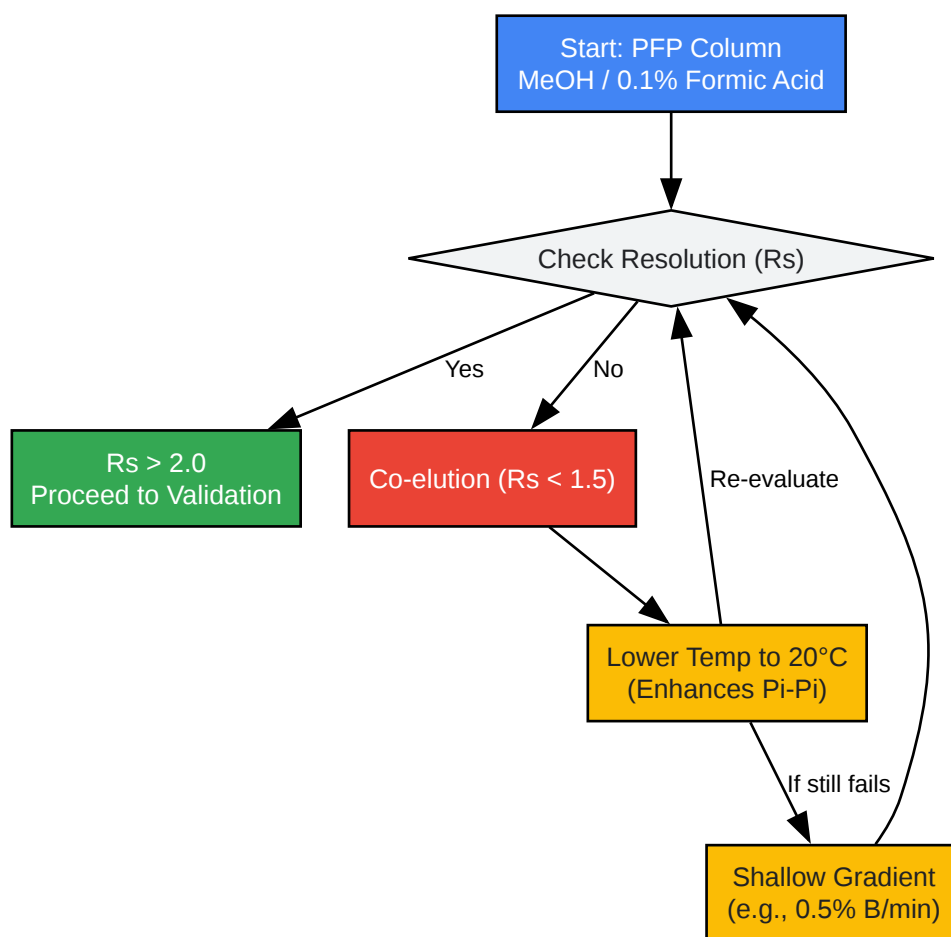 Start: PFP Column
MeOH / 0.1% Formic Acid
Check Resolution (Rs)
Yes
No
Rs > 2.0
Proceed to Validation
Co-elution (Rs < 1.5)
Re-evaluate
Lower Temp to 20°C
(Enhances Pi-Pi)
If still fails
Shallow Gradient
(e.g., 0.5% B/min)